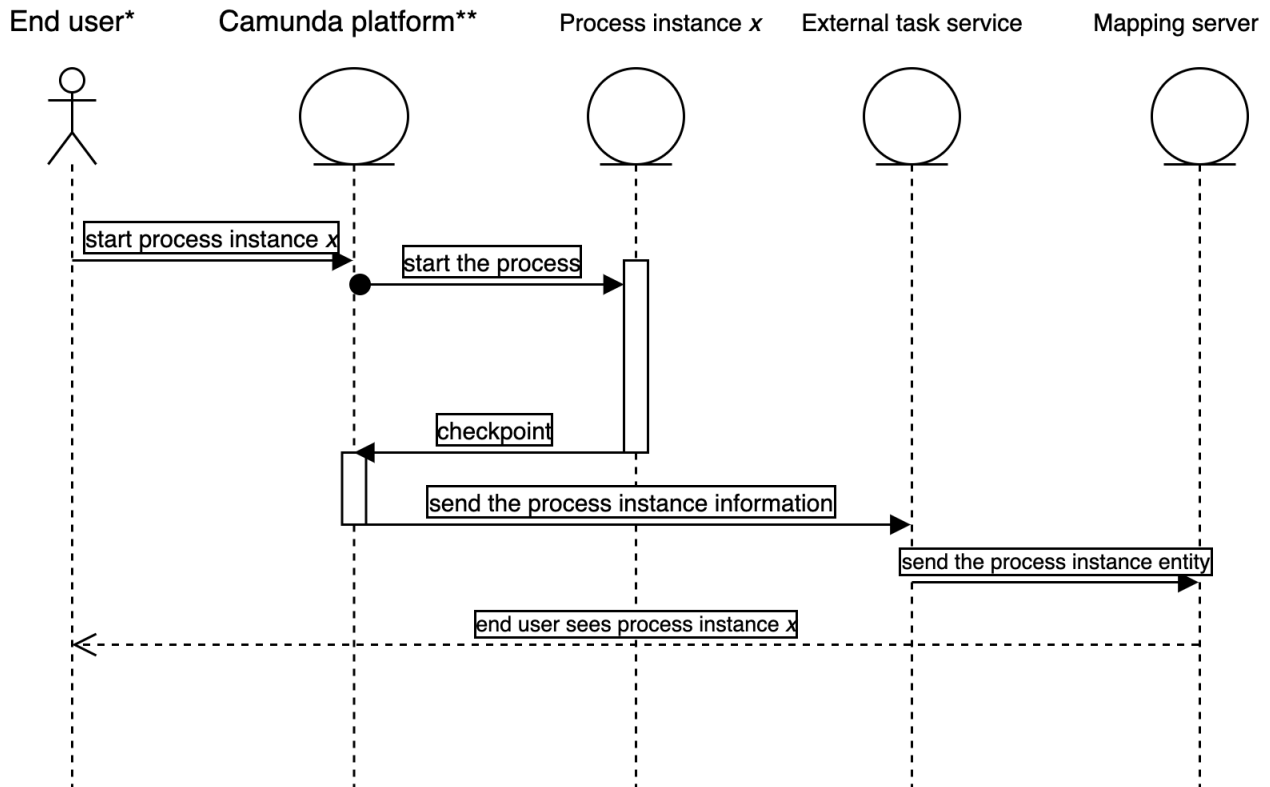 End user*
Camunda platform**
Process instance x
External task service
Mapping server
start process instance x
start the process
checkpoint
send the process instance information
send the process instance entity
end user sees process instance x